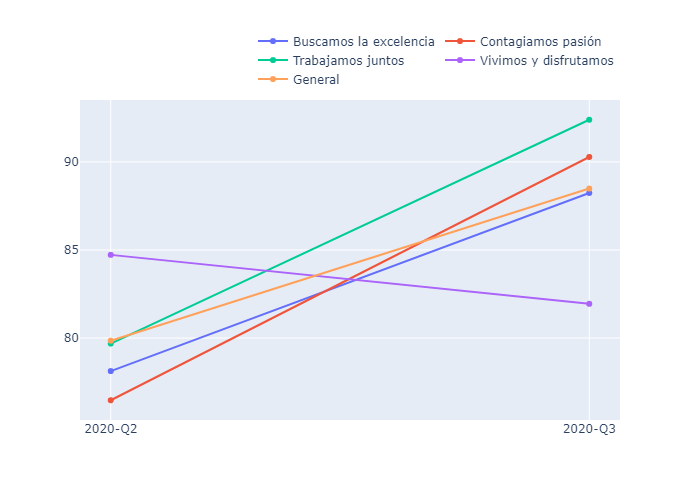 Buscamos la excelencia Contagiamos pasión
Trabajamos juntos Vivimos y disfrutamos
General
90
85
80
2020-Q2 2020-Q3